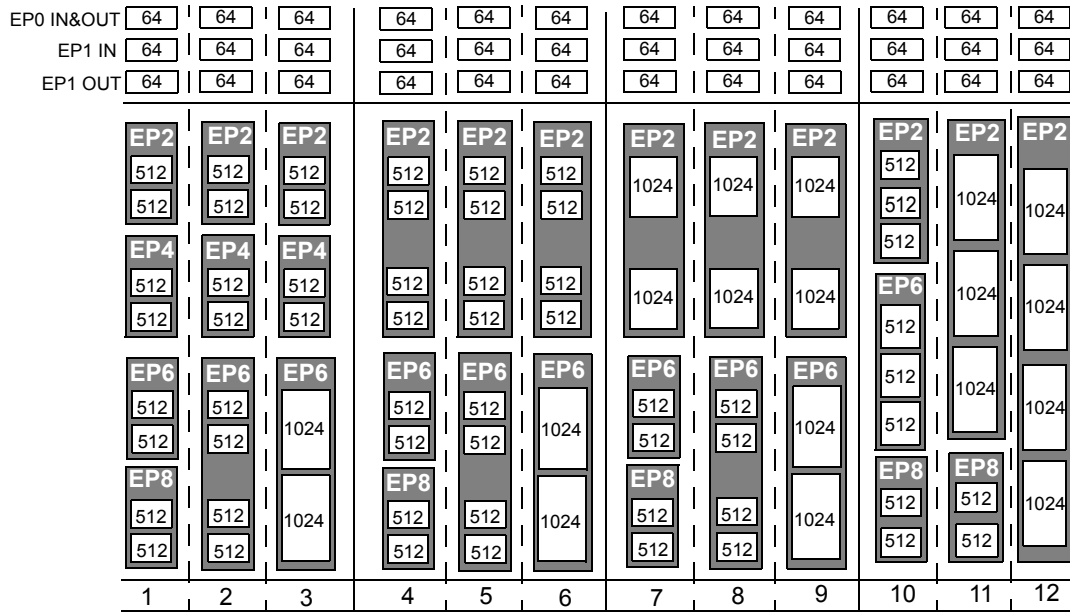 EP0 IN&OUT 64 64 64 64 64 64 64 64 64 64 64 64
EP1 IN 64 64 64 64 64 64 64 64 64 64 64 64
EP1 OUT 64 64 64 64 64 64 64 64 64 64 64 64
EP2 EP2 EP2 EP2 EP2 EP2 EP2 EP2 EP2 EP2 EP2 EP2
512 512 512 512 512 512 1024 1024 1024 512
512 512 512 512 512 512 512 1024 1024
EP4 EP4 EP4 512
512 512 512 512 512 512 EP6
1024 1024 1024 1024 1024
512 512 512 512 512 512 512
EP6 EP6 EP6 EP6 EP6 EP6 EP6 EP6 EP6 512 1024
512 512 512 512 512 512 1024
1024 1024 1024 512
512 512 512 512 512 512
EP8 EP8 EP8 EP8 EP8
512 512 1024
512 512 1024 512 512 1024 512 512 1024
512 512 512 512 512 512 512 512
1 2 3 4 5 6 7 8 9 10 11 12